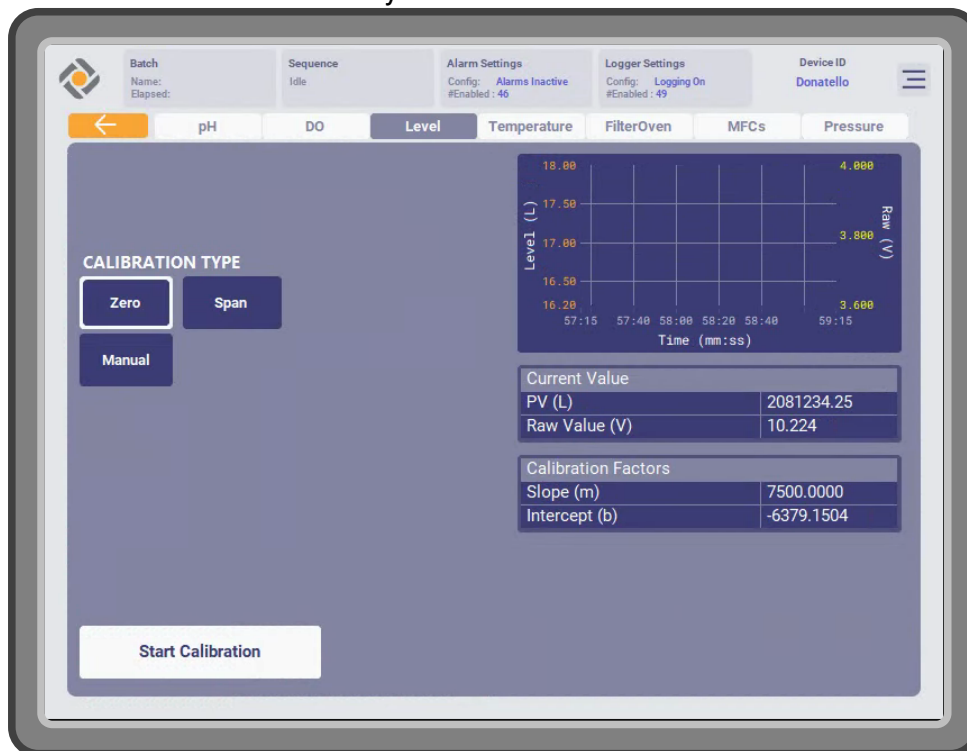 Batch
Name:
Elapsed:
Sequence
Idle
Alarm Settings
Config: Alarms Inactive
#Enabled : 46
Logger Settings
Config: Logging On
#Enabled : 49
Device ID
Donatello
pH DO Level Temperature FilterOven MFCs Pressure
CALIBRATION TYPE
Zero Span
Manual
Start Calibration
18.00
17.50
17.00
16.50
16.20
Level (L)
4.000
3.800
3.600
Raw (V)
57:15 57:40 58:00 58:20 58:40 59:15
Time (mm:ss)
Current Value
PV (L) 2081234.25
Raw Value (V) 10.224
Calibration Factors
Slope (m) 7500.0000
Intercept (b) -6379.1504